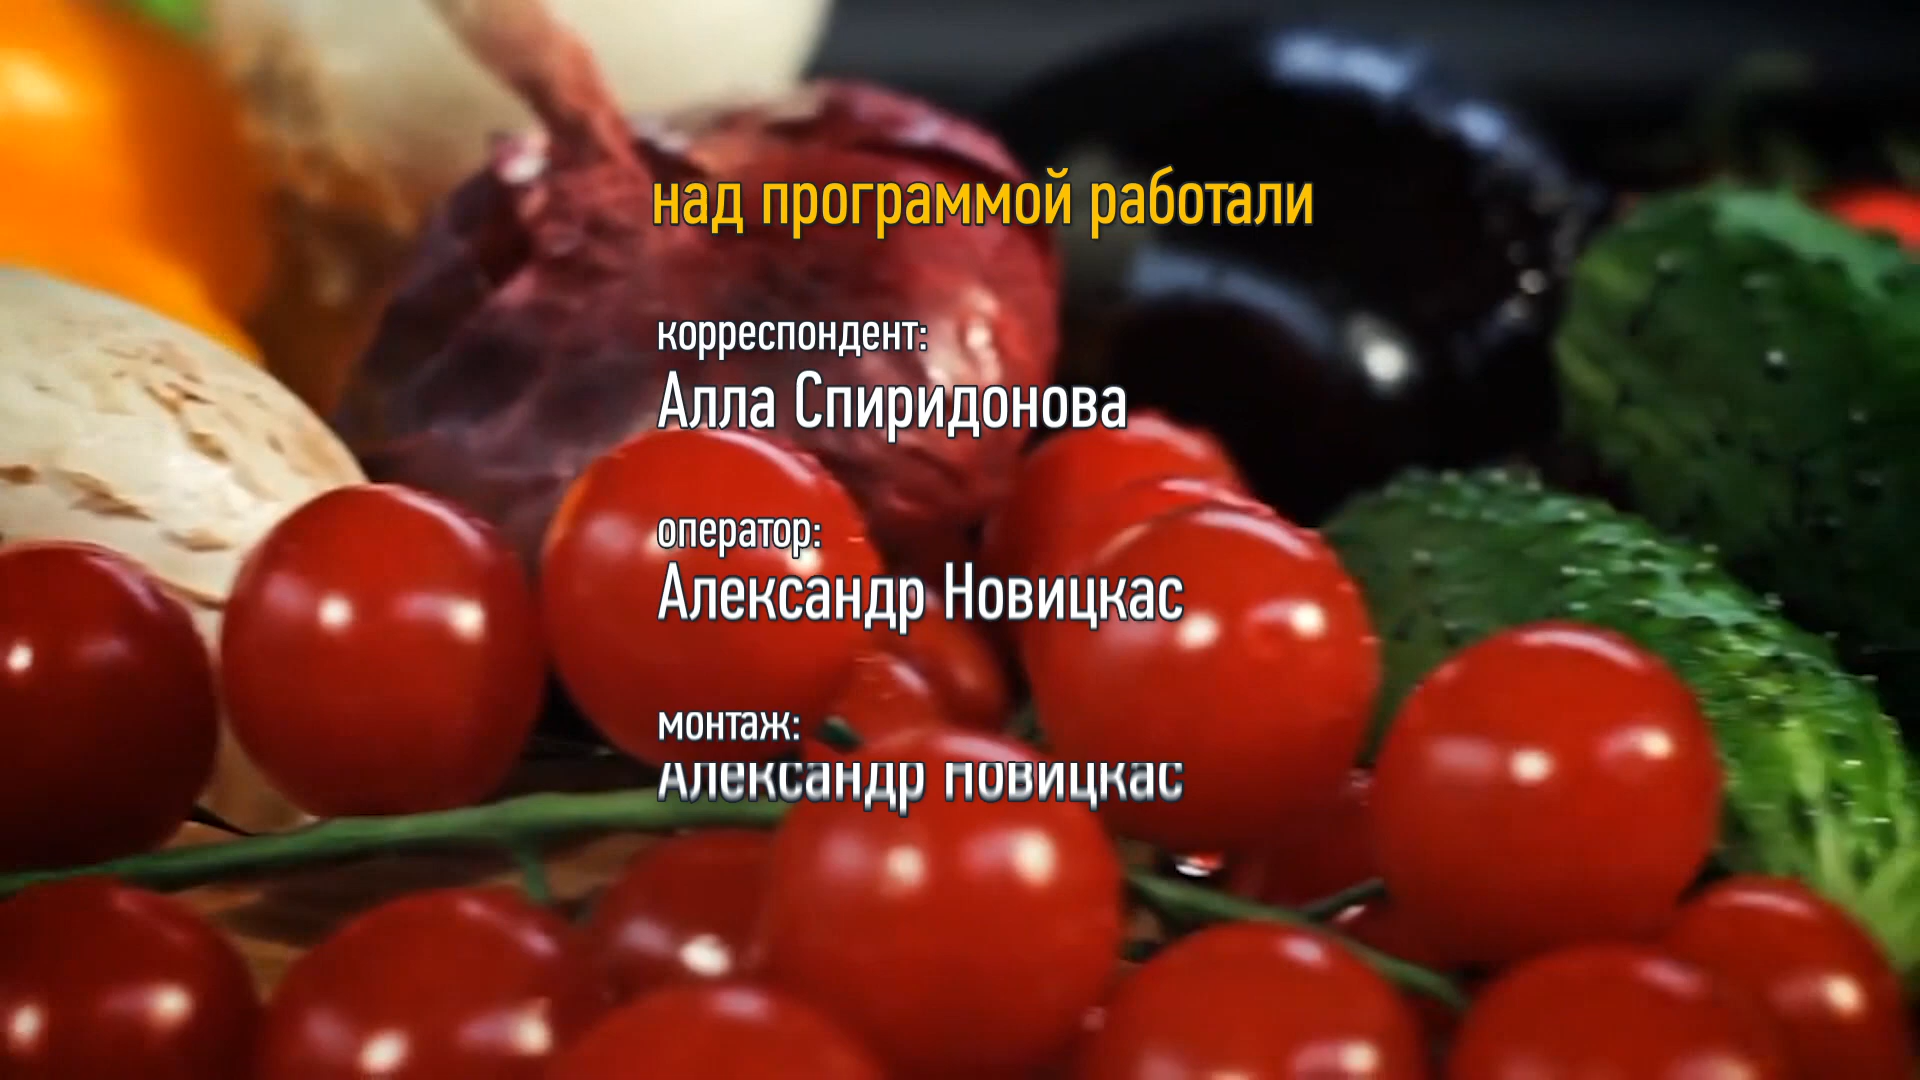 над программой работали
корреспондент:
Алла Спиридонова
оператор:
Александр Новицкас
монтаж:
Александр Новицкас